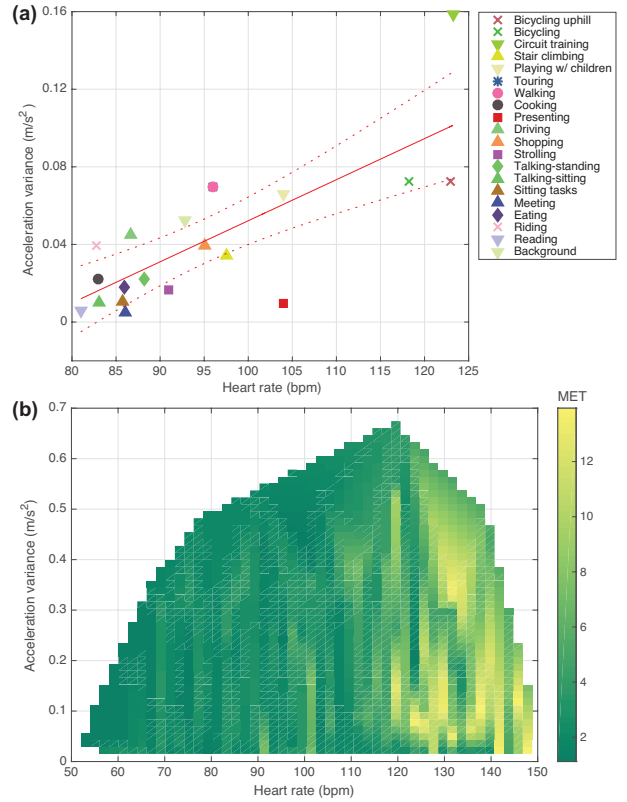 (a)
0.16
0.12
0.08
0.04
0
Acceleration variance (m/s²)
80 85 90 95 100 105 110 115 120 125
Heart rate (bpm)
Bicycling uphill
Bicycling
Circuit training
Stair climbing
Playing w/ children
Touring
Walking
Cooking
Presenting
Driving
Shopping
Strolling
Talking-standing
Talking-sitting
Sitting tasks
Meeting
Eating
Riding
Reading
Background
(b)
0.7
0.6
0.5
0.4
0.3
0.2
0.1
0
Acceleration variance (m/s²)
50 60 70 80 90 100 110 120 130 140 150
Heart rate (bpm)
MET
12
10
8
6
4
2